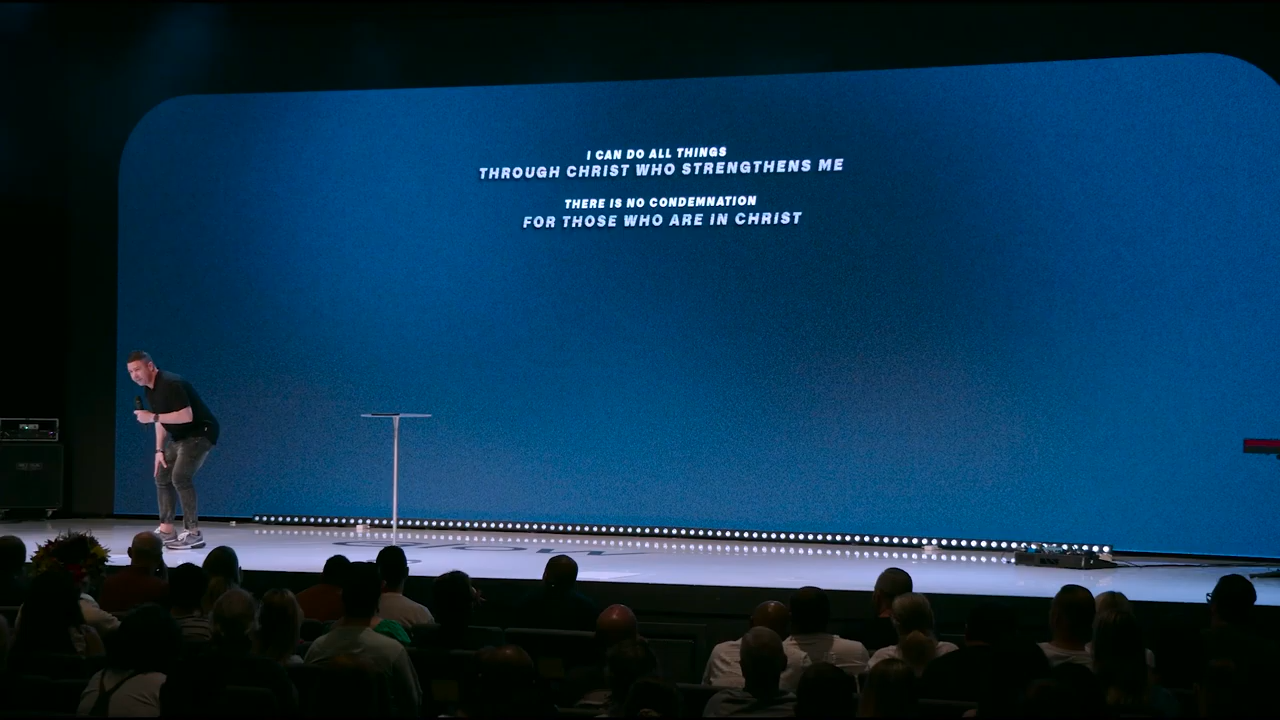 I CAN DO ALL THINGS
THROUGH CHRIST WHO STRENGTHENS ME
THERE IS NO CONDEMNATION
FOR THOSE WHO ARE IN CHRIST